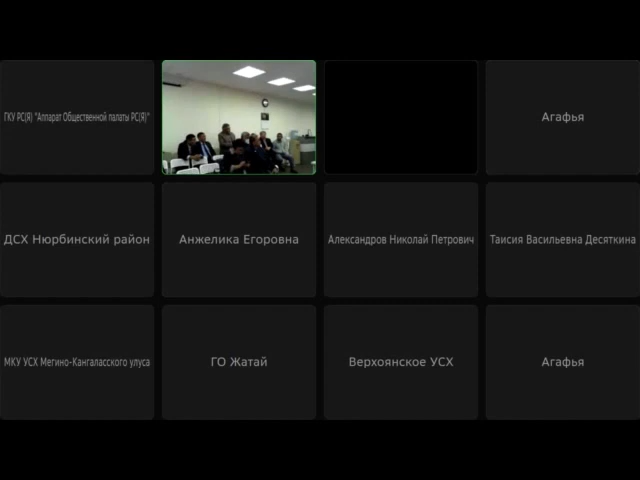 ГКУ РС(Я) "Аппарат Общественной палаты РС(Я)"
Агафья
ДСХ Нюрбинский район
Анжелика Егоровна
Александров Николай Петрович
Таисия Васильевна Десяткина
МКУ УСХ Мегино-Кангаласского улуса
ГО Жатай
Верхоянское УСХ
Агафья